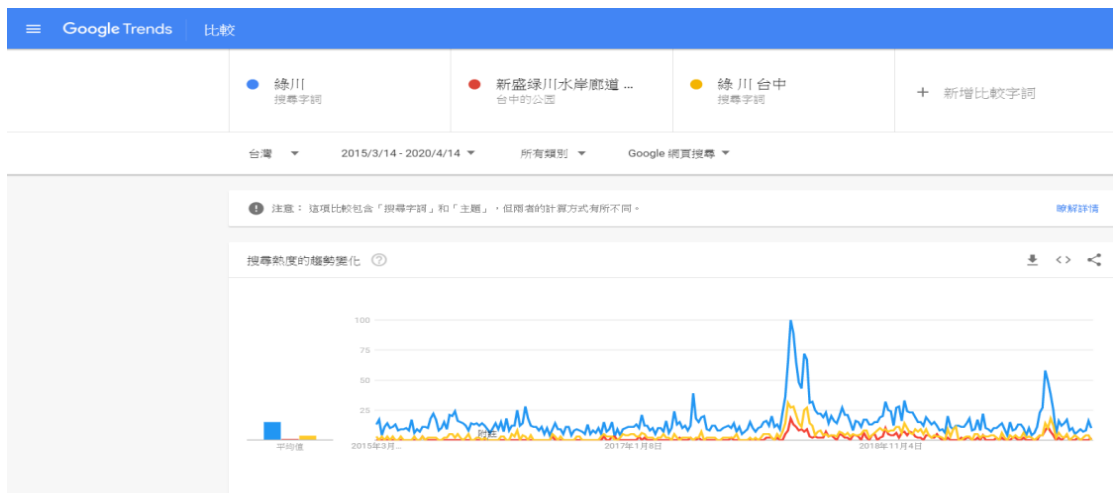 Google Trends 比較
綠川
搜尋字詞
新盛綠川水岸廊道 ...
台中的公園
綠 川 台中
搜尋字詞
+ 新增比較字詞
台灣
2015/3/14 - 2020/4/14
所有類別
Google 網頁搜尋
注意： 這項比較包含「搜尋字詞」和「主題」，但兩者的計算方式有所不同。
瞭解詳情
搜尋熱度的趨勢變化
100
75
50
25
附註
平均值
2015年3月...
2017年1月8日
2018年11月4日